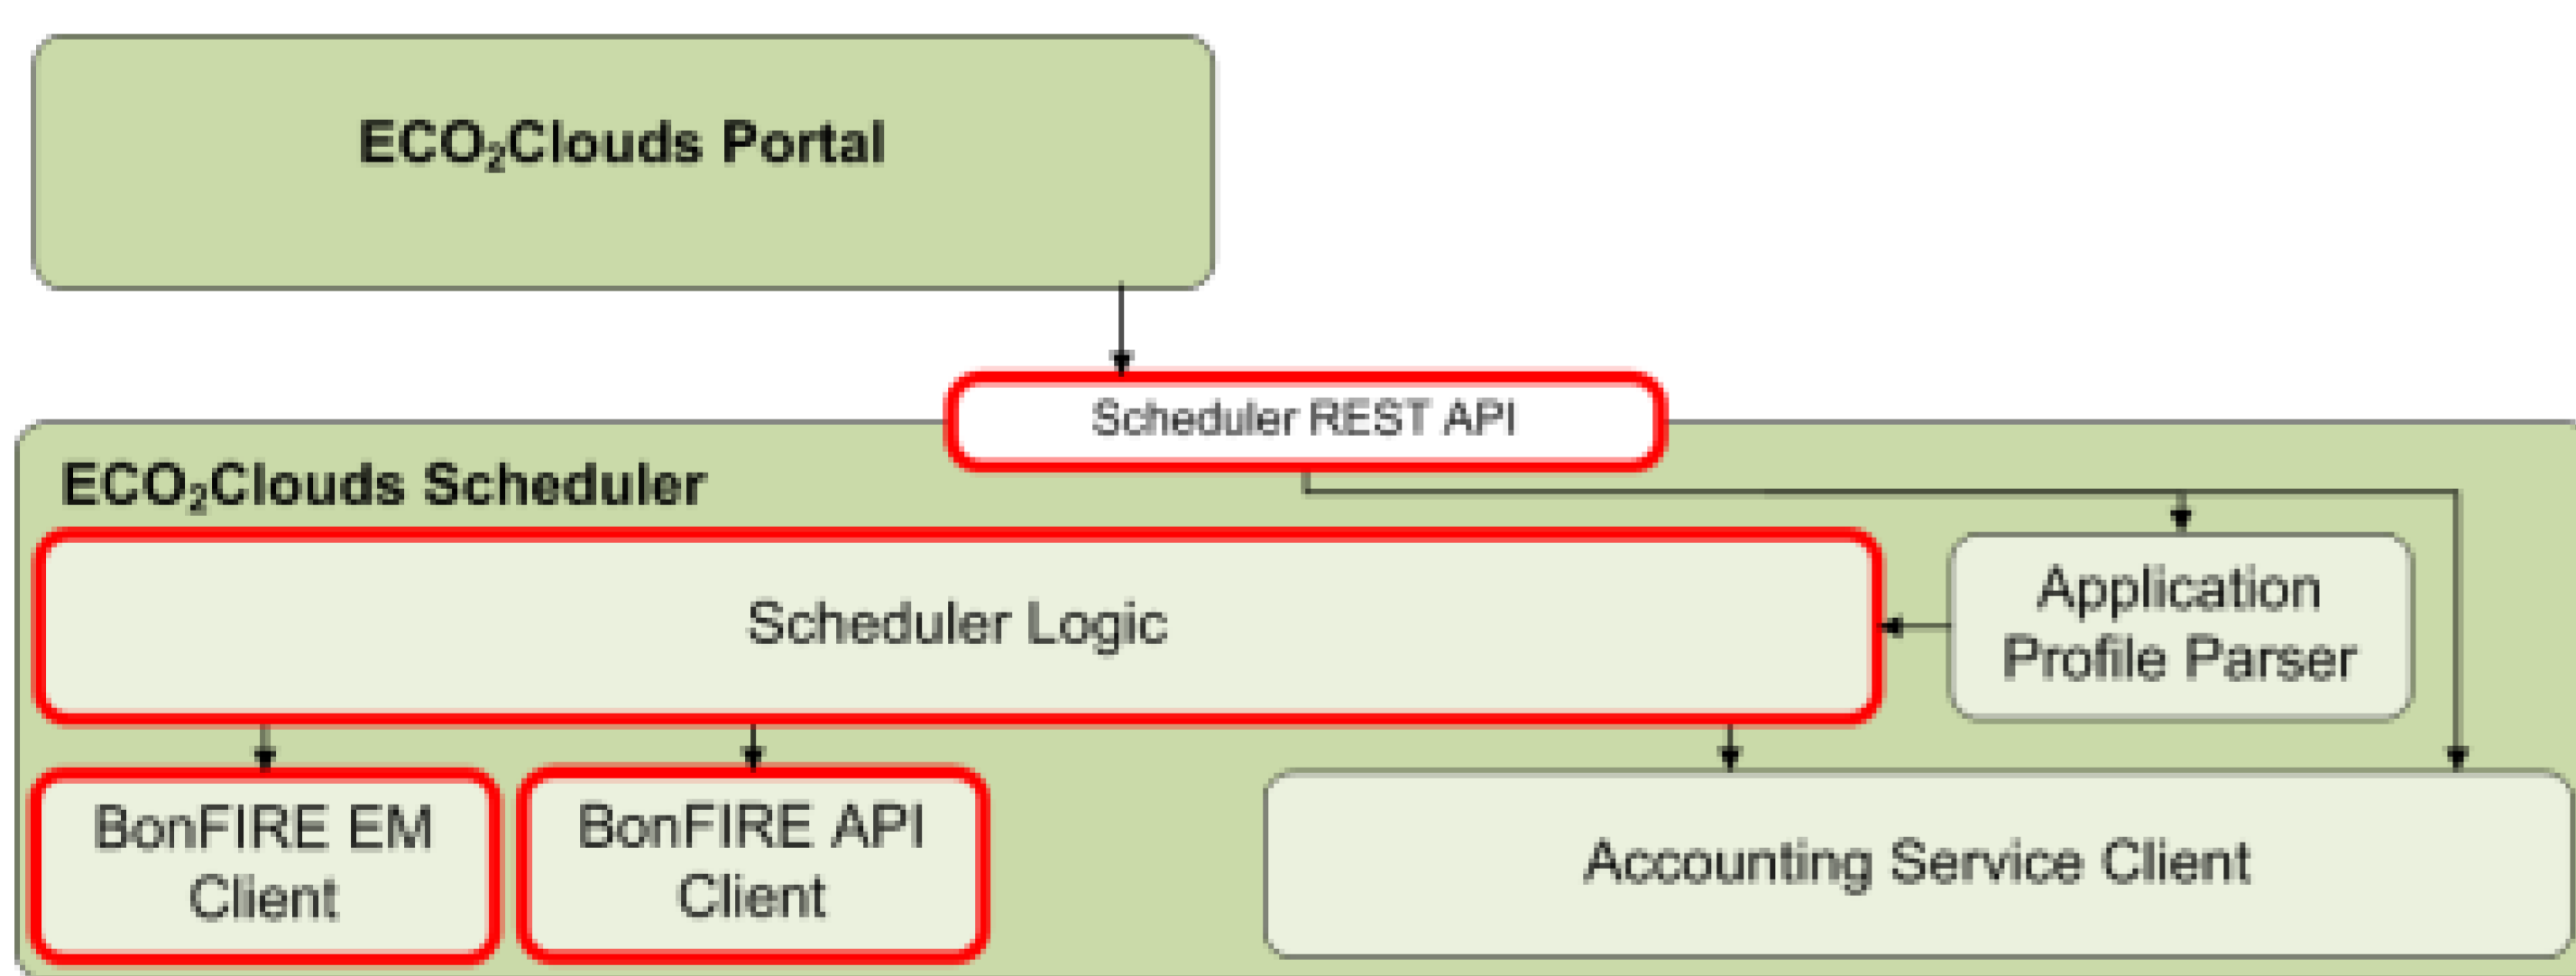 ECO₂Clouds Portal
Scheduler REST API
ECO₂Clouds Scheduler
Scheduler Logic
Application
Profile Parser
BonFIRE EM
Client
BonFIRE API
Client
Accounting Service Client